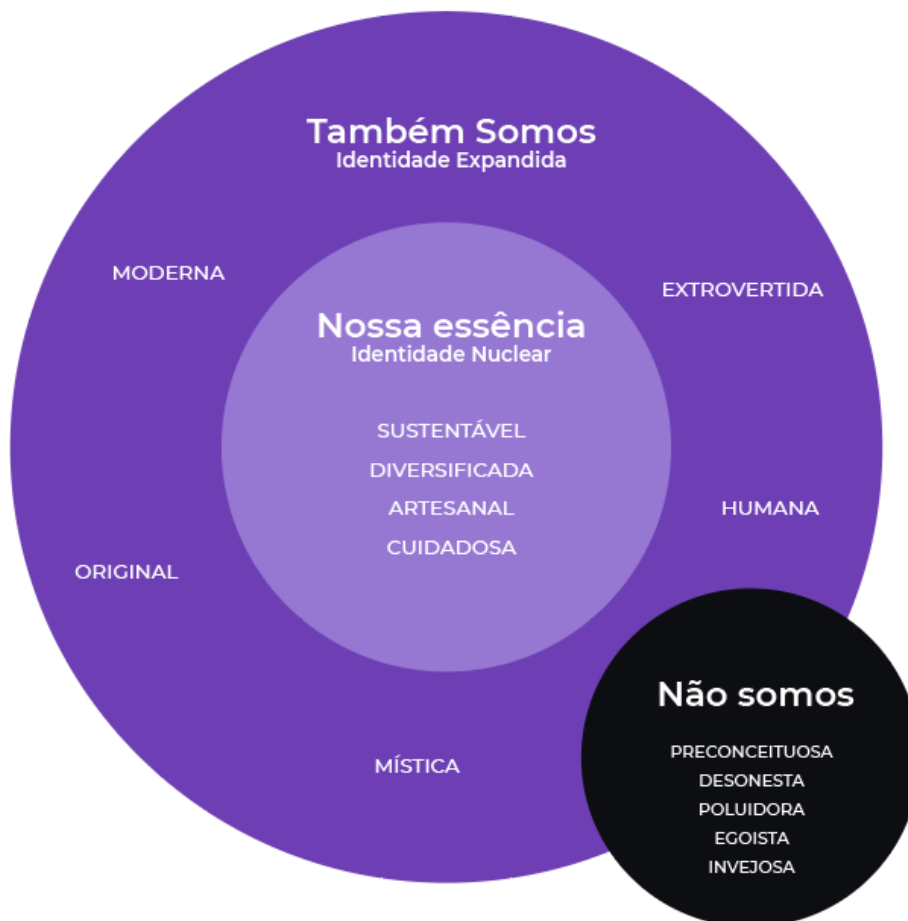 Também Somos
Identidade Expandida
MODERNA
EXTROVERTIDA
Nossa essência
Identidade Nuclear
SUSTENTÁVEL
DIVERSIFICADA
ARTESANAL
CUIDADOSA
HUMANA
ORIGINAL
MÍSTICA
Não somos
PRECONCEITUOSA
DESONESTA
POLUIDORA
EGOISTA
INVEJOSA